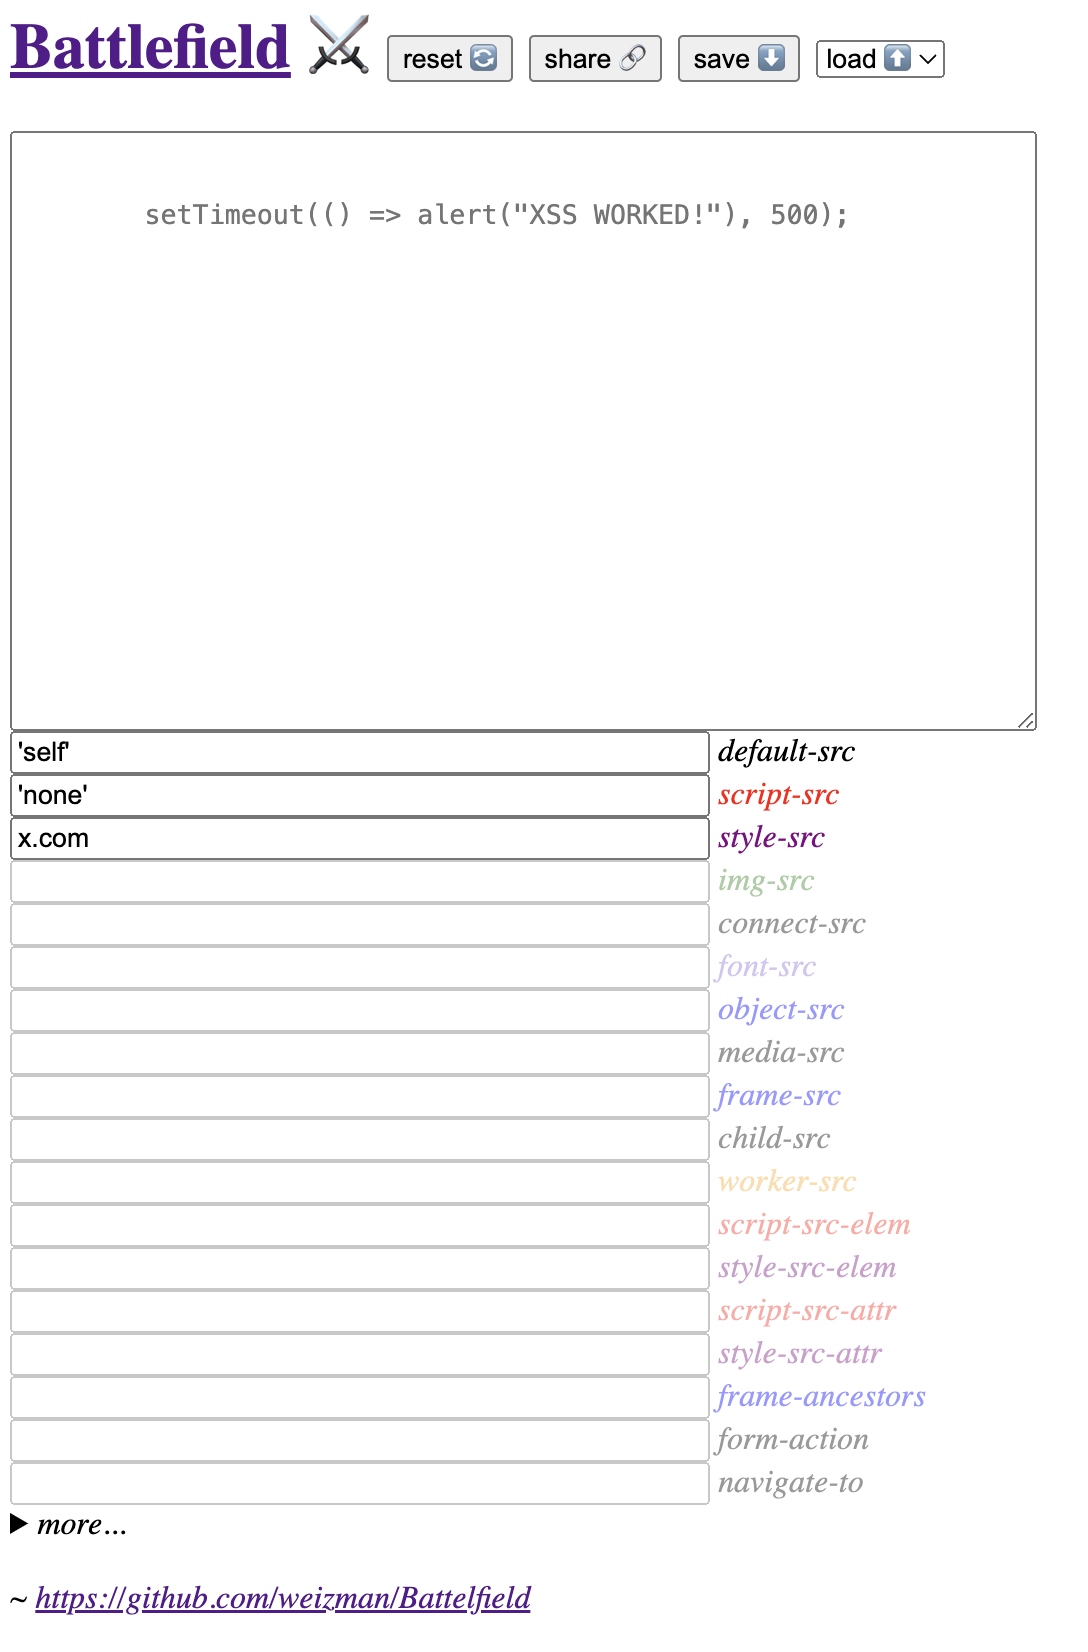 Battlefield ⚔️ reset 🔄 share 🔗 save ⬇️ load ⬆️
setTimeout(() => alert("XSS WORKED!"), 500);
'self' default-src
'none' script-src
x.com style-src
img-src
connect-src
font-src
object-src
media-src
frame-src
child-src
worker-src
script-src-elem
style-src-elem
script-src-attr
style-src-attr
frame-ancestors
form-action
navigate-to
▶ more...
~ https://github.com/weizman/Battelfield